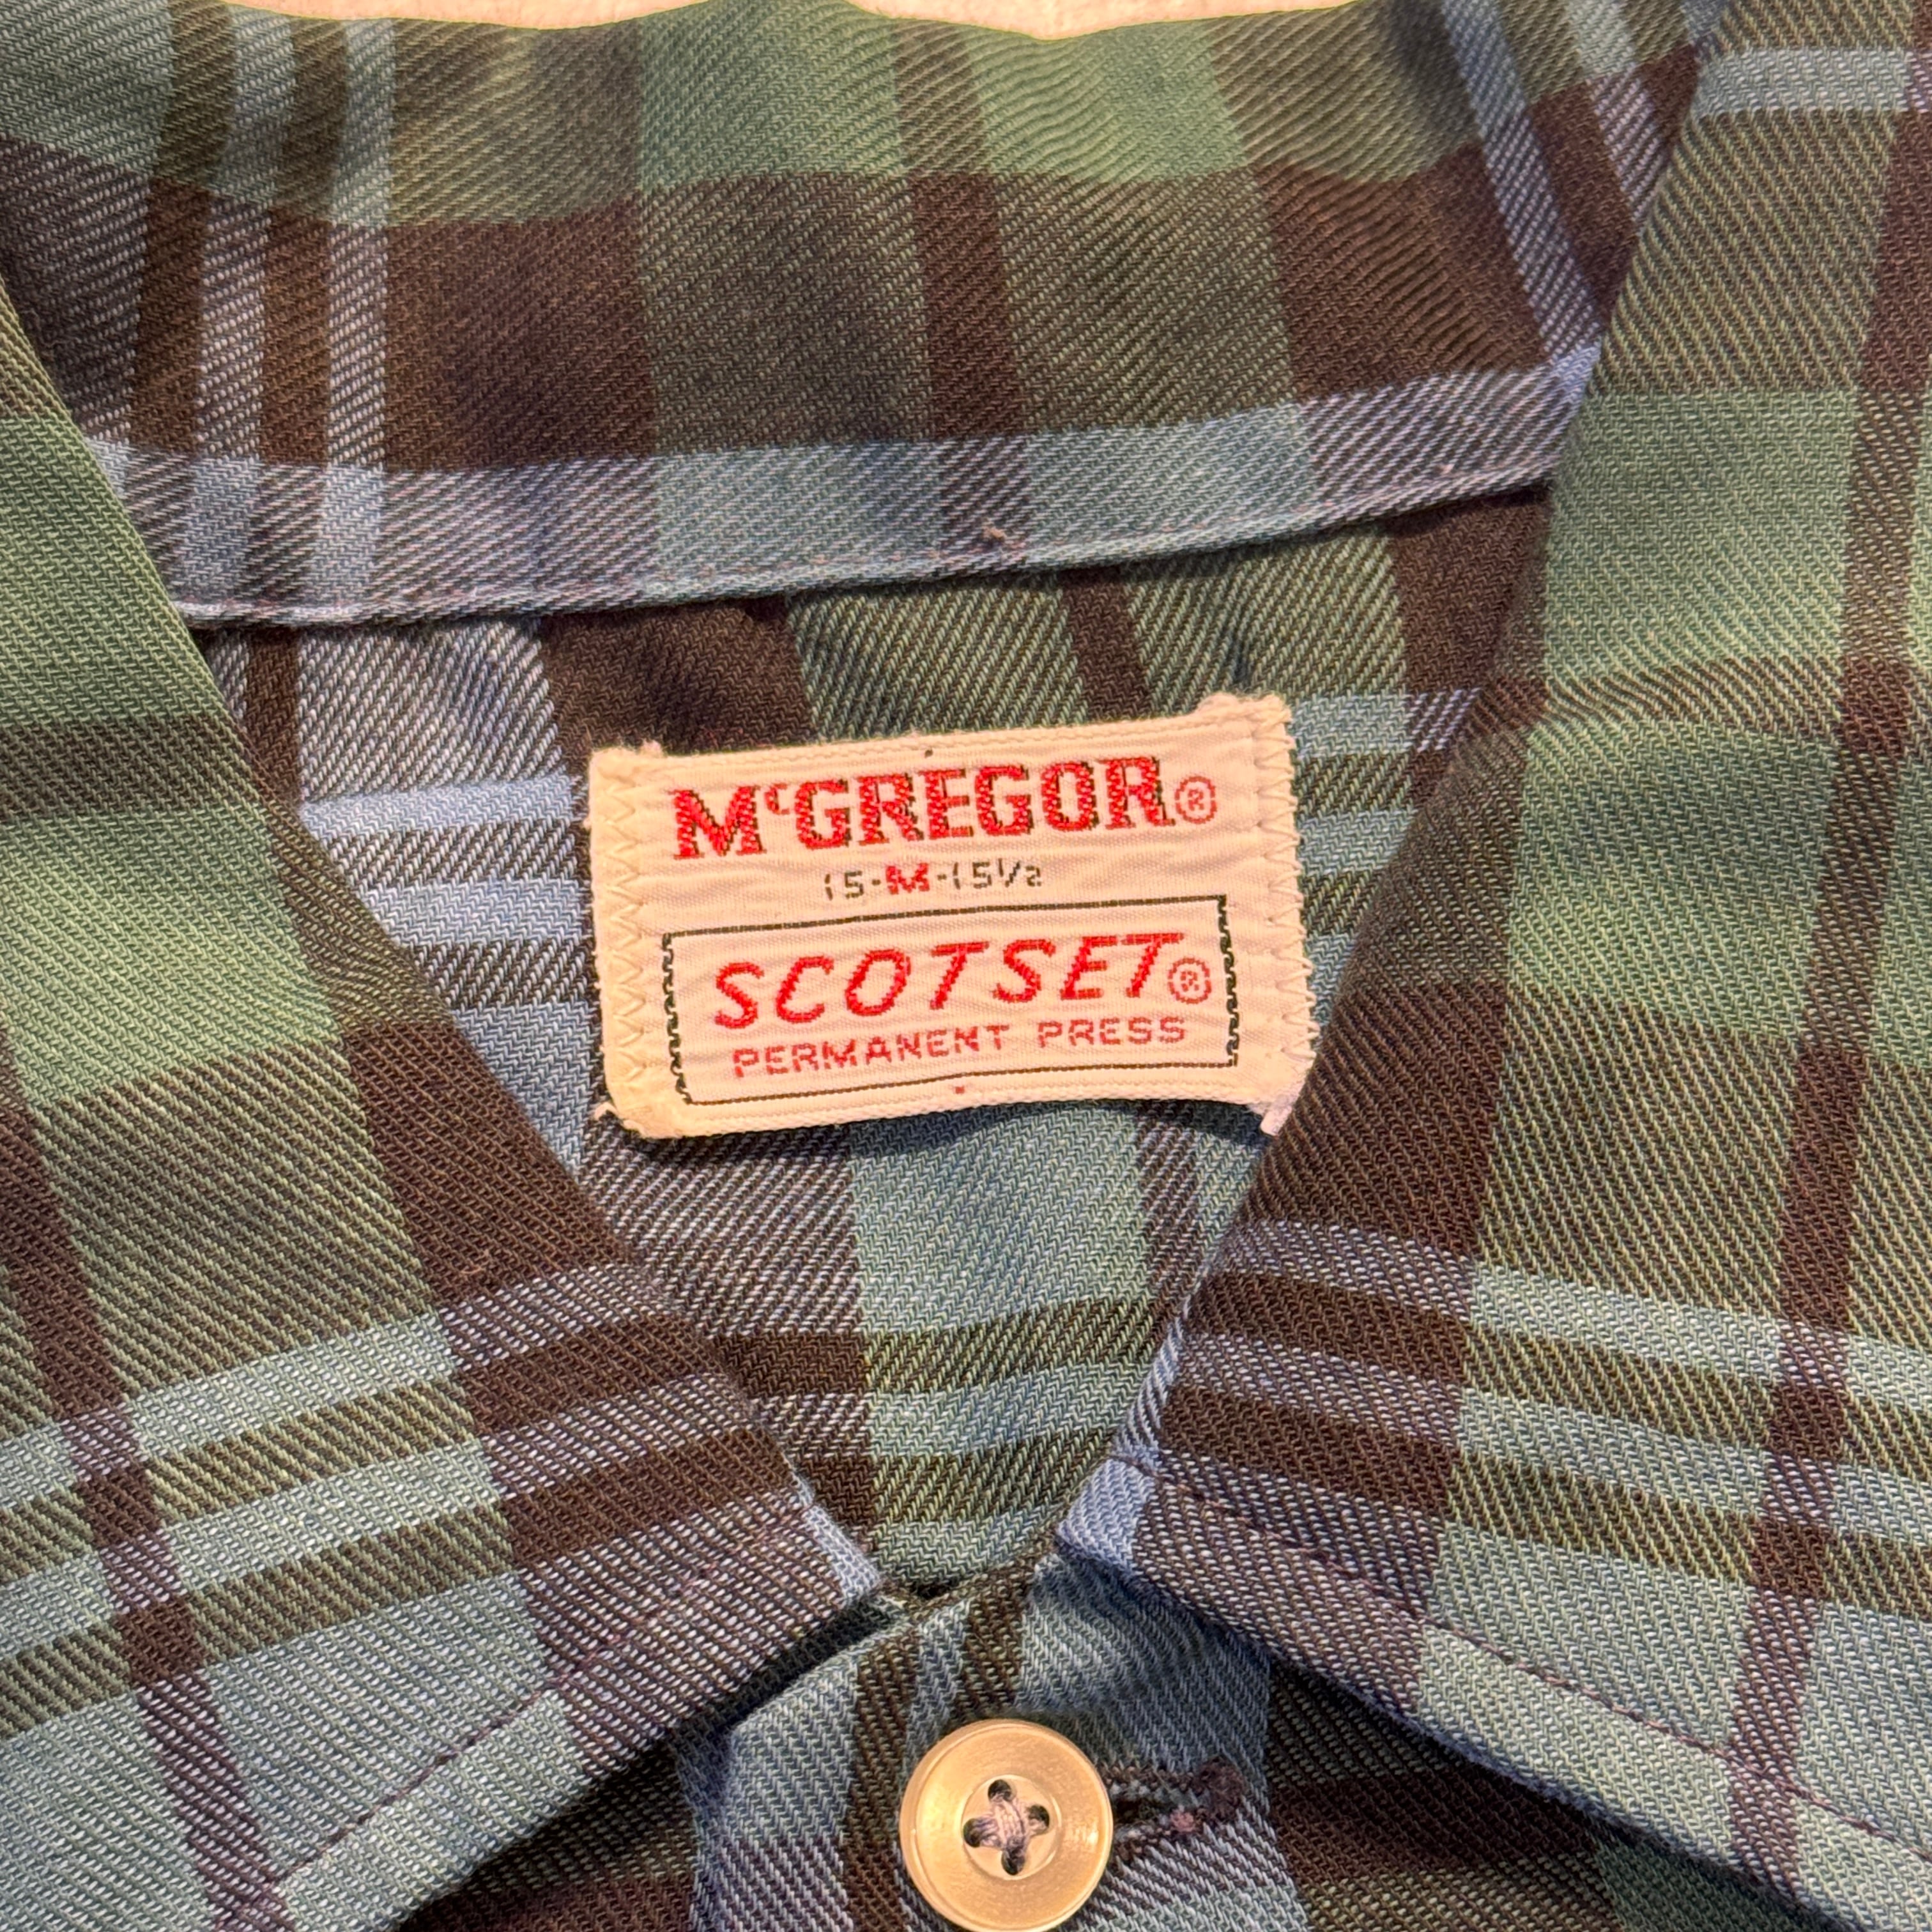 McGREGOR®
15-M-15½
SCOTSET®
PERMANENT PRESS